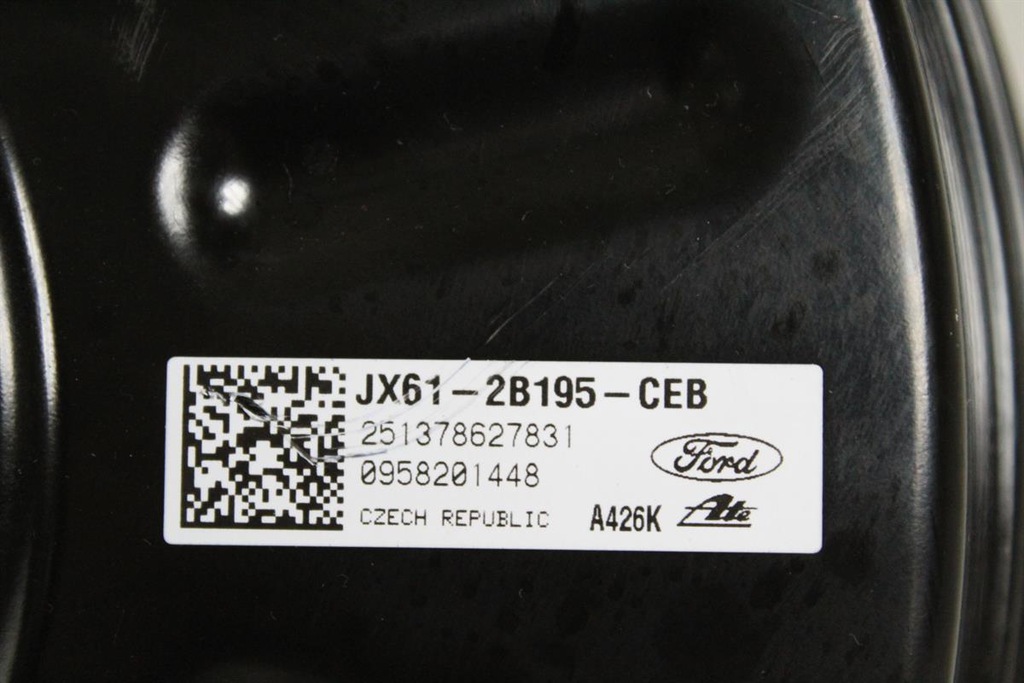 JX61-2B195-CEB
251378627831
0958201448
Ford
CZECH REPUBLIC A426K Ate